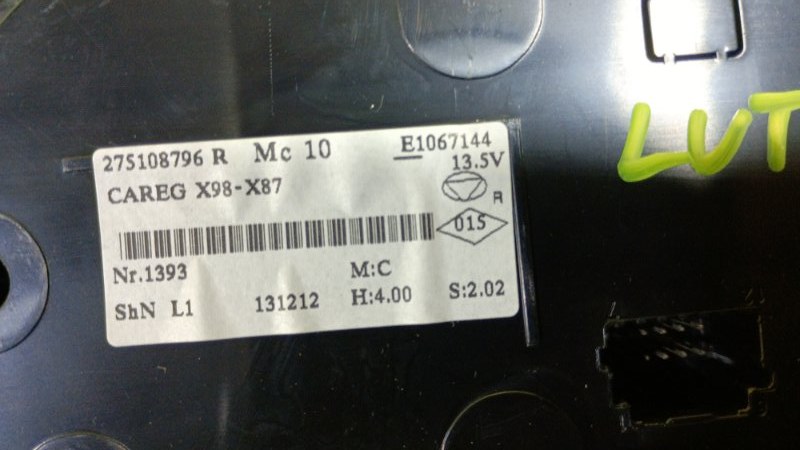 275108796 R Mc 10 E1067144
13.5V
CAREG X98-X87
R
015
Nr.1393 M:C
ShN L1 131212 H:4.00 S:2.02
LUT